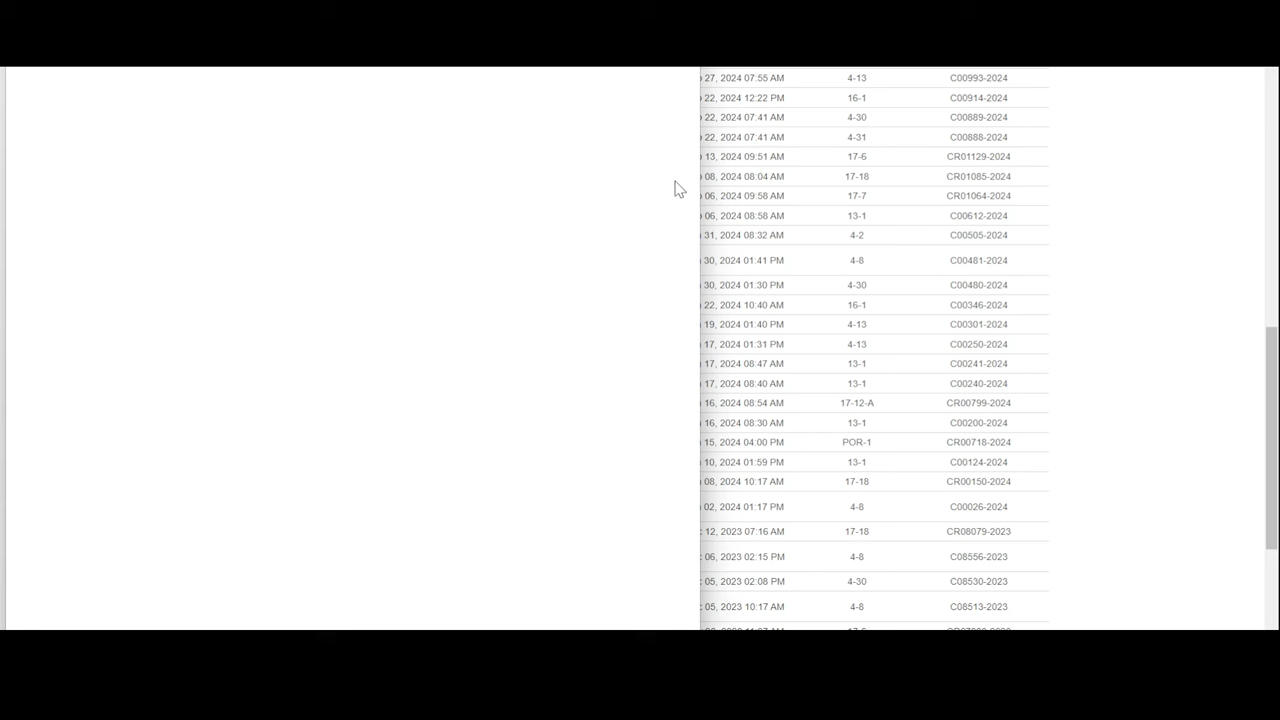 27, 2024 07:55 AM 4-13 C00993-2024
22, 2024 12:22 PM 16-1 C00914-2024
22, 2024 07:41 AM 4-30 C00889-2024
22, 2024 07:41 AM 4-31 C00888-2024
13, 2024 09:51 AM 17-6 CR01129-2024
08, 2024 08:04 AM 17-18 CR01085-2024
06, 2024 09:58 AM 17-7 CR01064-2024
06, 2024 08:58 AM 13-1 C00612-2024
31, 2024 08:32 AM 4-2 C00505-2024
30, 2024 01:41 PM 4-8 C00481-2024
30, 2024 01:30 PM 4-30 C00480-2024
22, 2024 10:40 AM 16-1 C00346-2024
19, 2024 01:40 PM 4-13 C00301-2024
17, 2024 01:31 PM 4-13 C00250-2024
17, 2024 08:47 AM 13-1 C00241-2024
17, 2024 08:40 AM 13-1 C00240-2024
16, 2024 08:54 AM 17-12-A CR00799-2024
16, 2024 08:30 AM 13-1 C00200-2024
15, 2024 04:00 PM POR-1 CR00718-2024
10, 2024 01:59 PM 13-1 C00124-2024
08, 2024 10:17 AM 17-18 CR00150-2024
02, 2024 01:17 PM 4-8 C00026-2024
12, 2023 07:16 AM 17-18 CR08079-2023
06, 2023 02:15 PM 4-8 C08556-2023
05, 2023 02:08 PM 4-30 C08530-2023
05, 2023 10:17 AM 4-8 C08513-2023